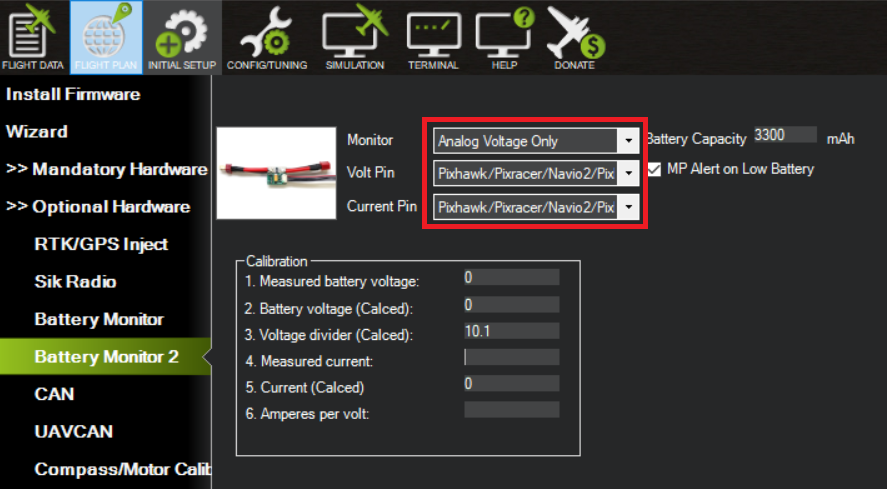 FLIGHT DATA FLIGHT PLAN INITIAL SETUP CONFIG/TUNING SIMULATION TERMINAL HELP DONATE
Install Firmware
Wizard
>> Mandatory Hardware
>> Optional Hardware
RTK/GPS Inject
Sik Radio
Battery Monitor
Battery Monitor 2
CAN
UAVCAN
Compass/Motor Calib
Monitor Analog Voltage Only Battery Capacity 3300 mAh
Volt Pin Pixhawk/Pixracer/Navio2/Pix MP Alert on Low Battery
Current Pin Pixhawk/Pixracer/Navio2/Pix
Calibration
1. Measured battery voltage: 0
2. Battery voltage (Calced): 0
3. Voltage divider (Calced): 10.1
4. Measured current:
5. Current (Calced) 0
6. Amperes per volt: